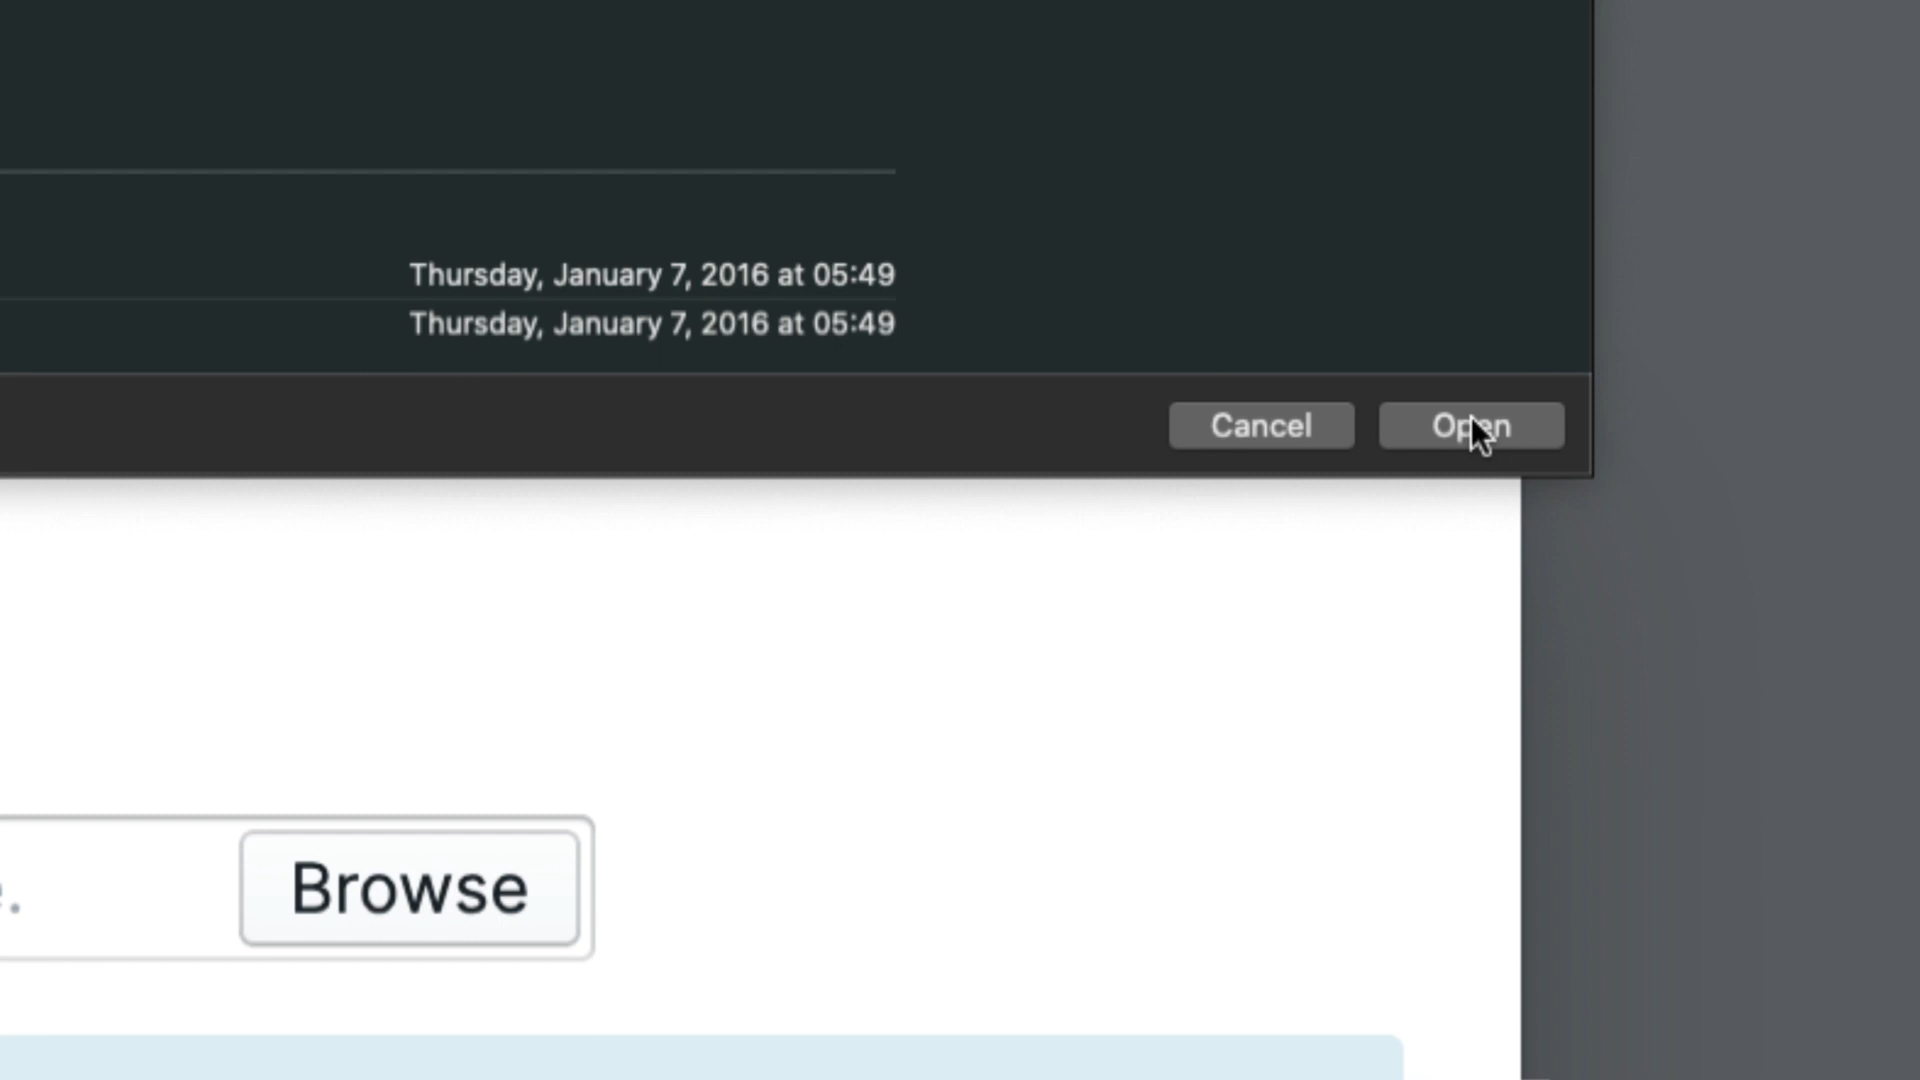 Thursday, January 7, 2016 at 05:49
Thursday, January 7, 2016 at 05:49
Cancel
Open
Browse